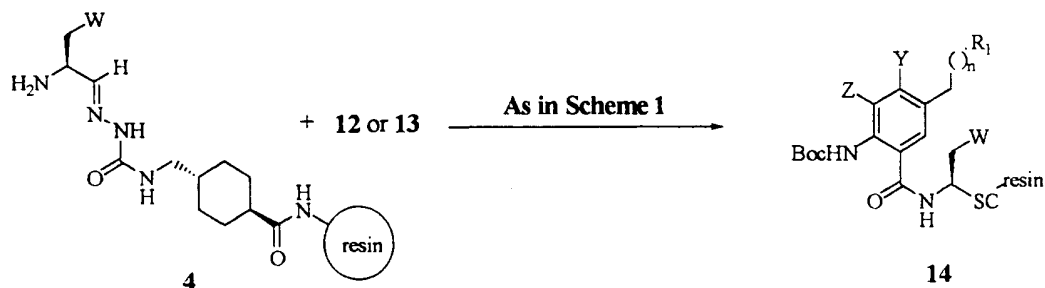 W
H₂N
H
N
NH
O
N
H
H
N
O
resin
4
+ 12 or 13
As in Scheme 1
Y
( )n R1
Z
BocHN
W
O
N
H
SC resin
14